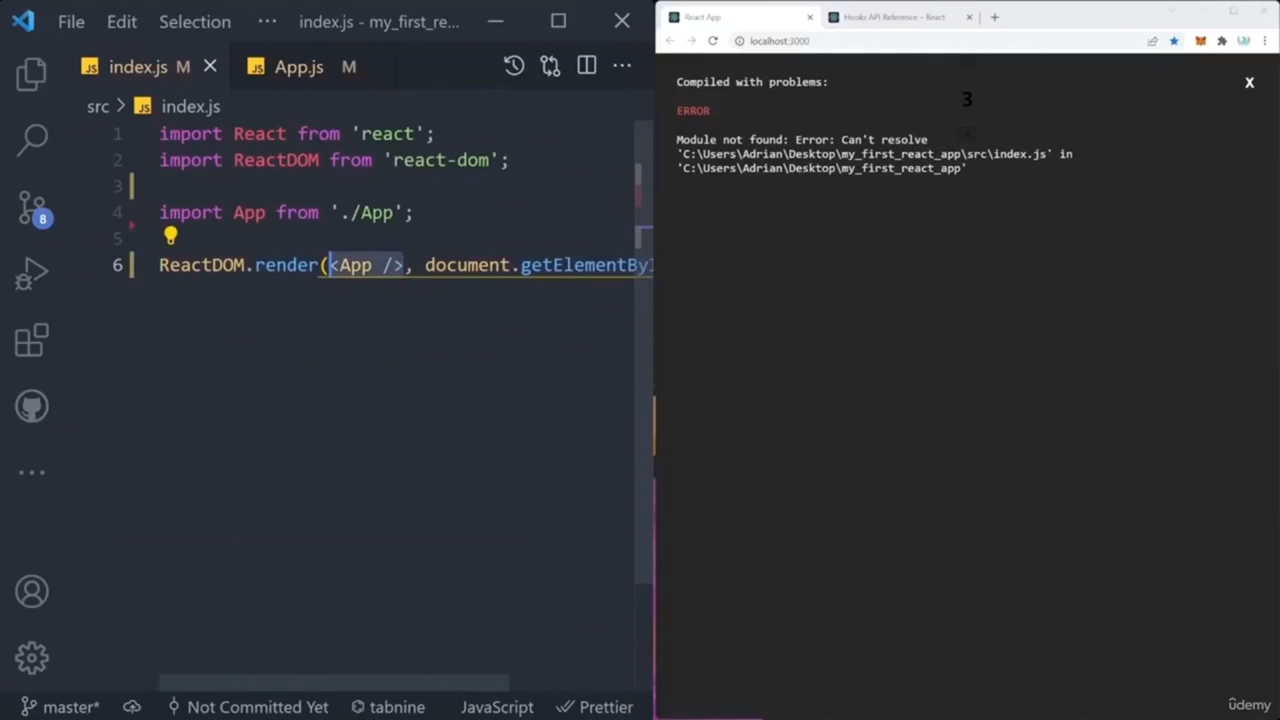 File Edit Selection ··· index.js - my_first_re...
index.js M App.js M
src > index.js
1 import React from 'react';
2 import ReactDOM from 'react-dom';
3
4 import App from './App';
5
6 ReactDOM.render(<App />, document.getElementById
8
master* Not Committed Yet tabnine JavaScript Prettier
React App Hooks API Reference – React
localhost:3000
Compiled with problems: X
3
ERROR
Module not found: Error: Can't resolve
'C:\Users\Adrian\Desktop\my_first_react_app\src\index.js' in
'C:\Users\Adrian\Desktop\my_first_react_app'
ûdemy